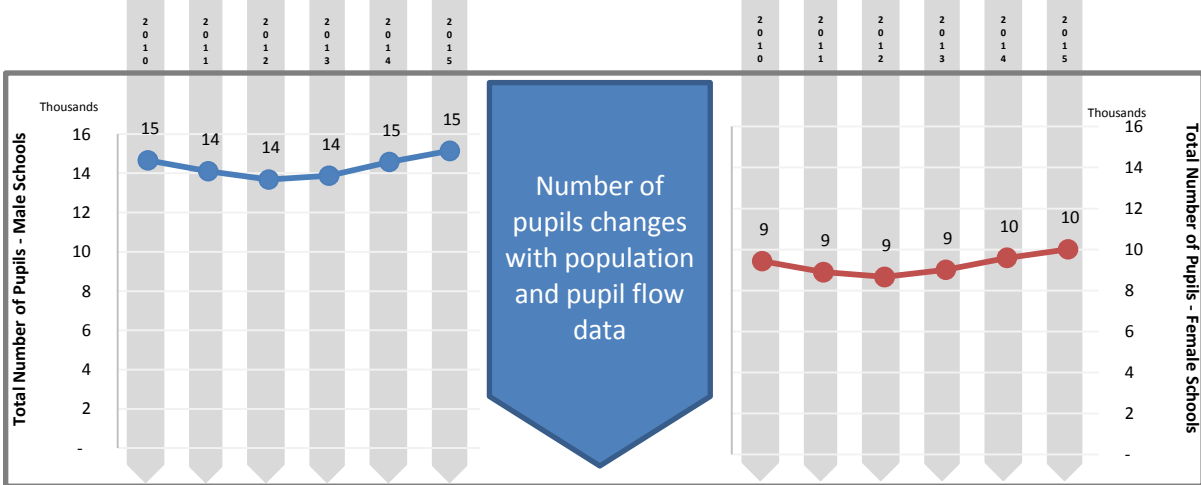 2010 2011 2012 2013 2014 2015
2010 2011 2012 2013 2014 2015
Total Number of Pupils - Male Schools
Thousands
16
14
12
10
8
6
4
2
-
15 14 14 14 15 15
Number of
pupils changes
with population
and pupil flow
data
9 9 9 9 10 10
Thousands
16
14
12
10
8
6
4
2
-
Total Number of Pupils - Female Schools